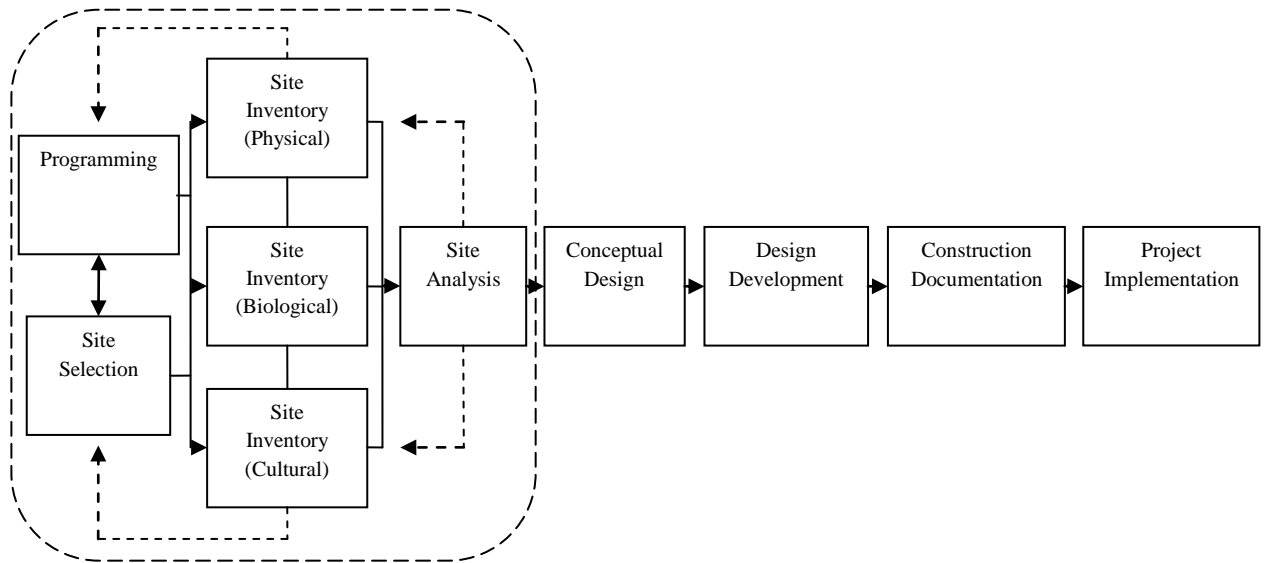 Programming
Site
Selection
Site
Inventory
(Physical)
Site
Inventory
(Biological)
Site
Inventory
(Cultural)
Site
Analysis
Conceptual
Design
Design
Development
Construction
Documentation
Project
Implementation